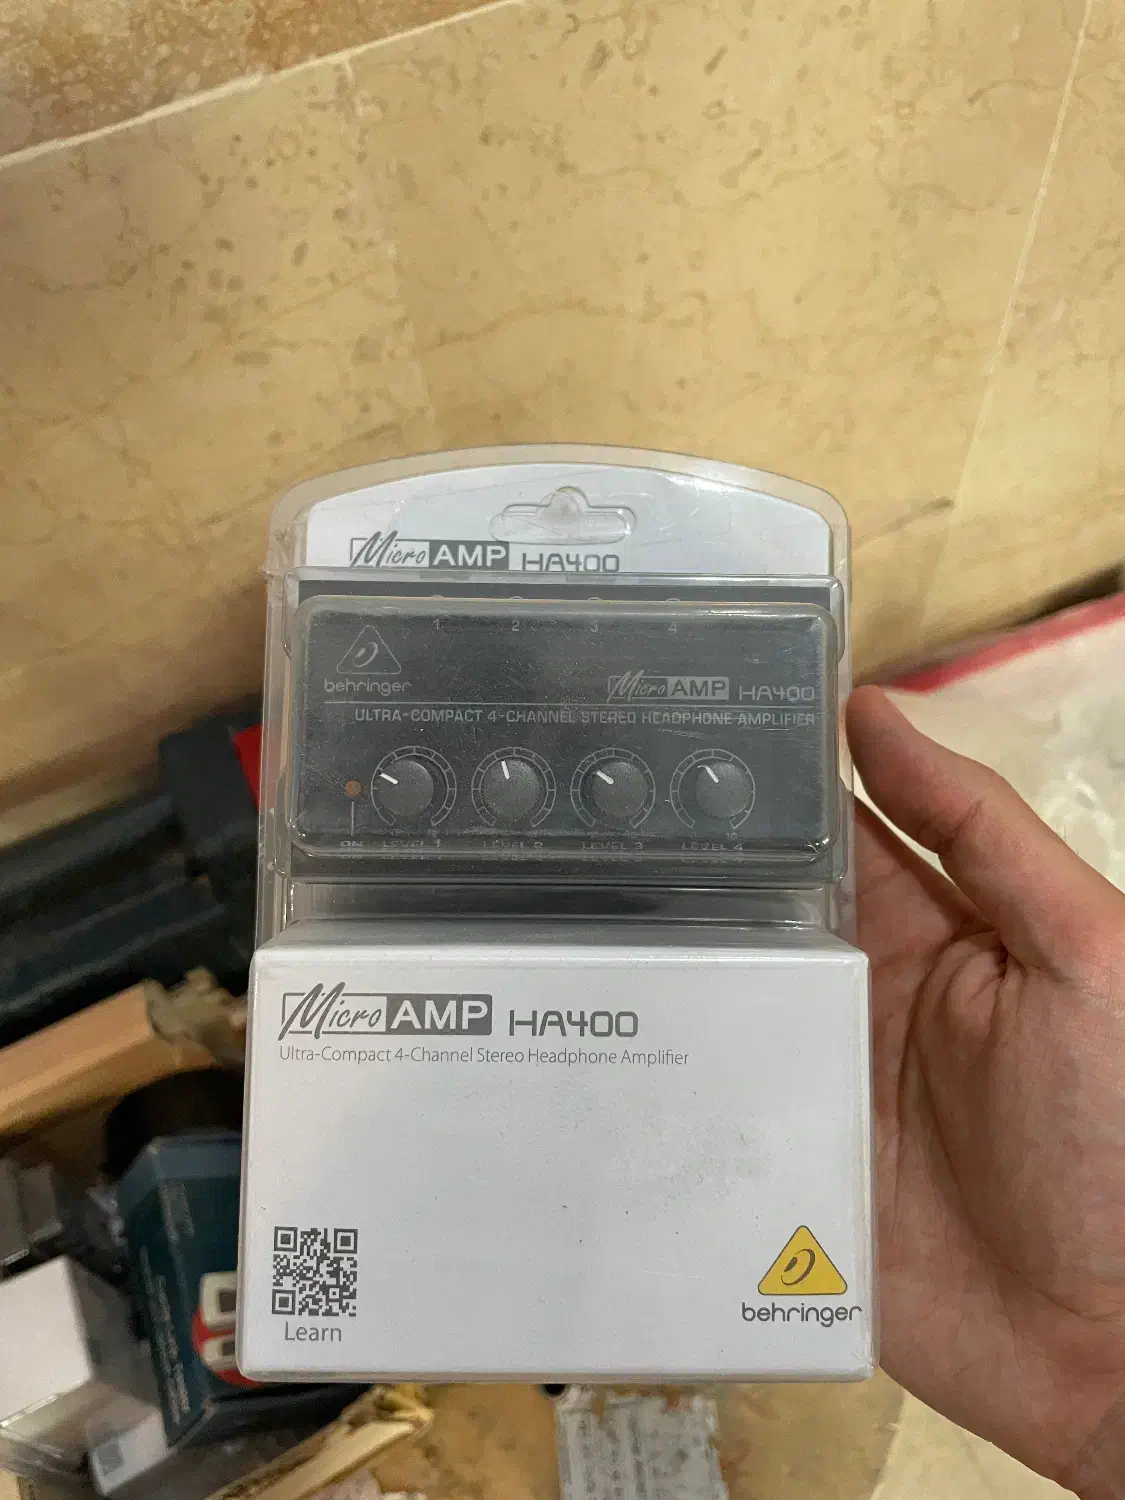 Micro AMP HA400
1 2 3 4
behringer
Micro AMP HA400
ULTRA-COMPACT 4-CHANNEL STEREO HEADPHONE AMPLIFIER
ON LEVEL 1 LEVEL 2 LEVEL 3 LEVEL 4
Micro AMP HA400
Ultra-Compact 4-Channel Stereo Headphone Amplifier
Learn
behringer